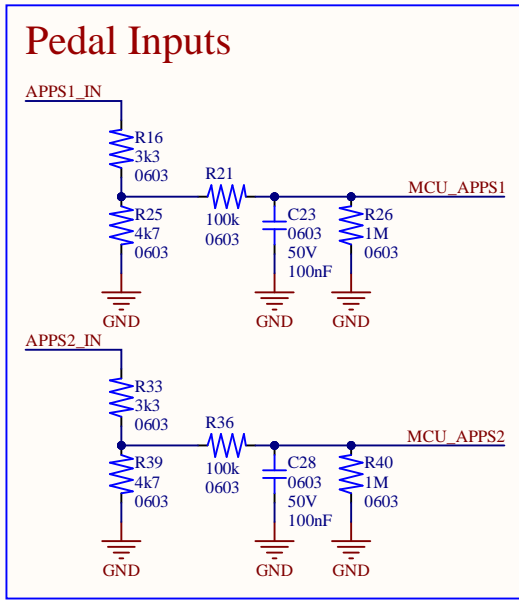 Pedal Inputs
APPS1_IN
R16
3k3
0603
R21
100k
0603
MCU_APPS1
R25
4k7
0603
C23
0603
50V
100nF
R26
1M
0603
GND
GND
GND
APPS2_IN
R33
3k3
0603
R36
100k
0603
MCU_APPS2
R39
4k7
0603
C28
0603
50V
100nF
R40
1M
0603
GND
GND
GND